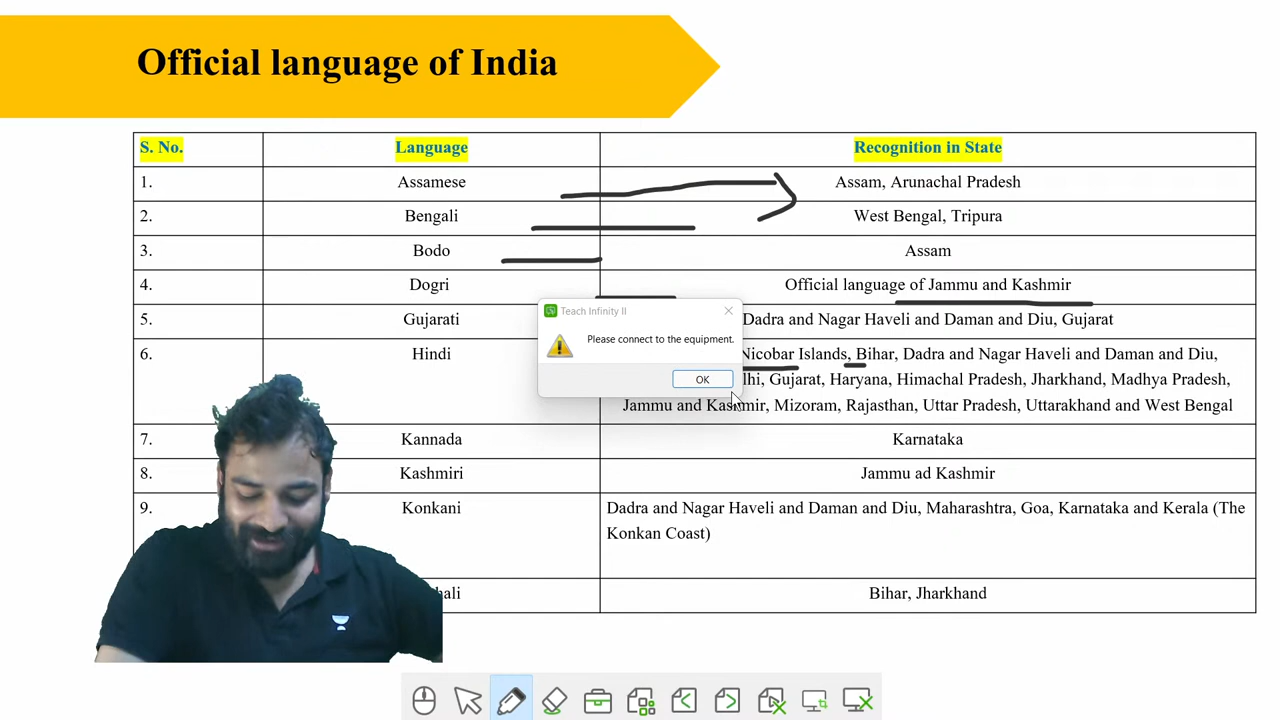 Official language of India
S. No. Language Recognition in State
1. Assamese Assam, Arunachal Pradesh
2. Bengali West Bengal, Tripura
3. Bodo Assam
4. Dogri Official language of Jammu and Kashmir
Teach Infinity II
5. Gujarati Dadra and Nagar Haveli and Daman and Diu, Gujarat
Please connect to the equipment.
6. Hindi Nicobar Islands, Bihar, Dadra and Nagar Haveli and Daman and Diu,
OK
Gujarat, Haryana, Himachal Pradesh, Jharkhand, Madhya Pradesh,
Jammu and Kashmir, Mizoram, Rajasthan, Uttar Pradesh, Uttarakhand and West Bengal
7. Kannada Karnataka
8. Kashmiri Jammu ad Kashmir
9. Konkani Dadra and Nagar Haveli and Daman and Diu, Maharashtra, Goa, Karnataka and Kerala (The
Konkan Coast)
Bihar, Jharkhand